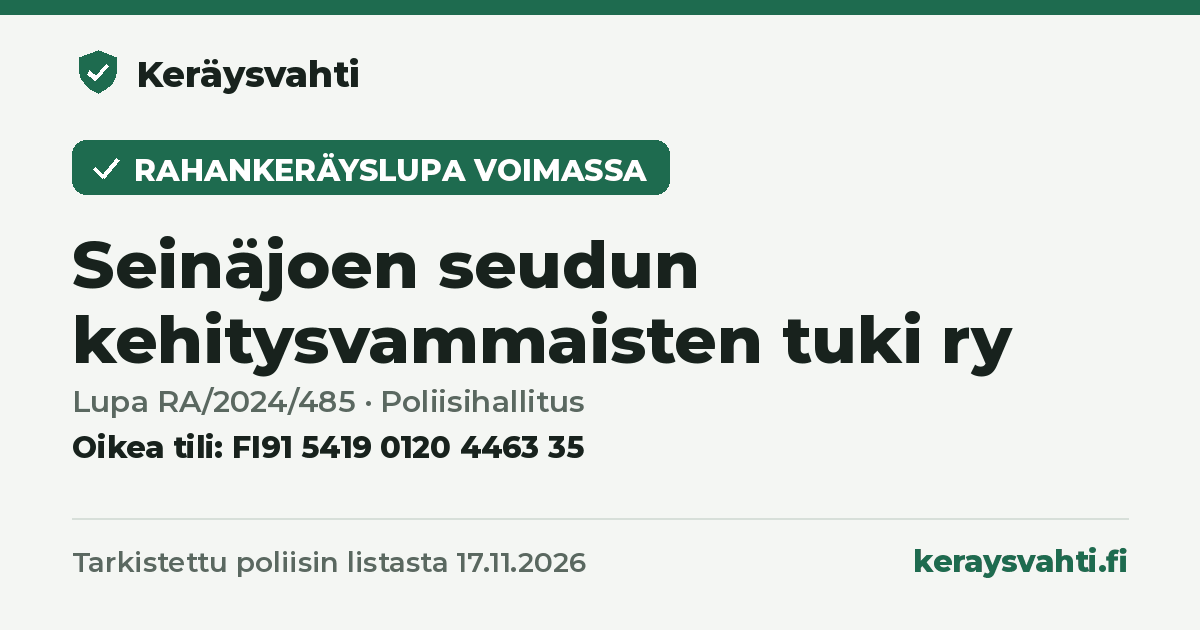 Keräysvahti
RAHANKERÄYSLUPA VOIMASSA
Seinäjoen seudun
kehitysvammaisten tuki ry
Lupa RA/2024/485 · Poliisihallitus
Oikea tili: FI91 5419 0120 4463 35
Tarkistettu poliisin listasta 17.11.2026
keraysvahti.fi